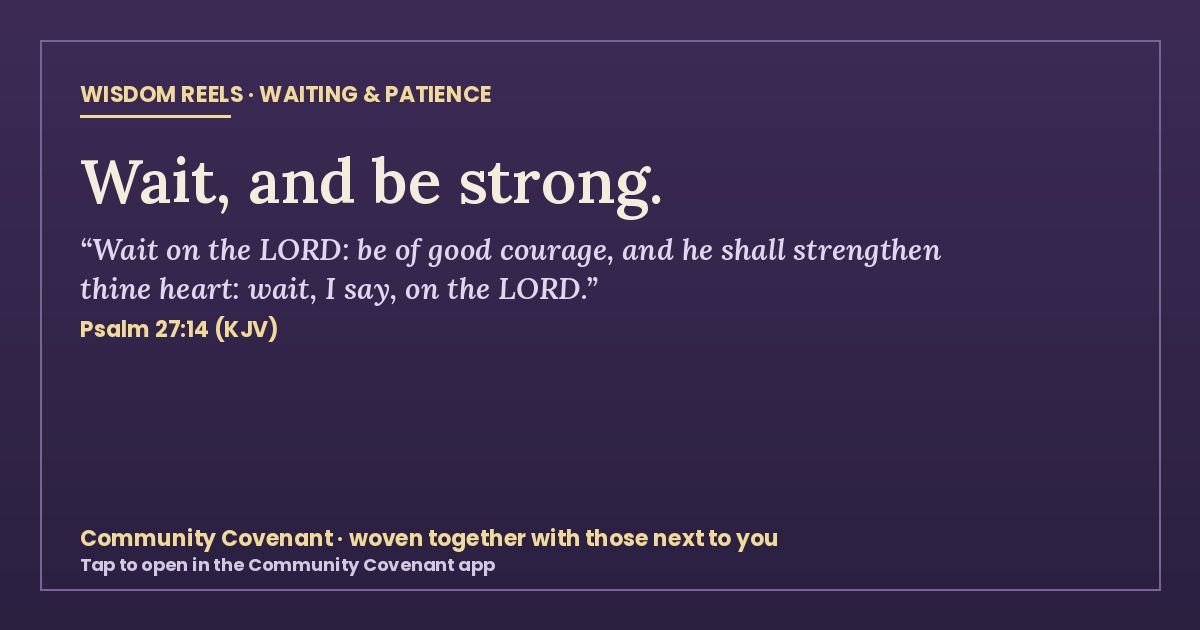 WISDOM REELS · WAITING & PATIENCE
Wait, and be strong.
“Wait on the LORD: be of good courage, and he shall strengthen
thine heart: wait, I say, on the LORD.”
Psalm 27:14 (KJV)
Community Covenant · woven together with those next to you
Tap to open in the Community Covenant app